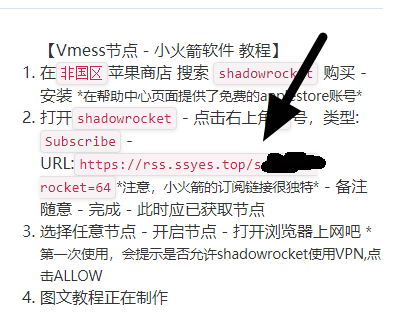 【Vmess节点 - 小火箭软件 教程】
1. 在 非国区 苹果商店 搜索 shadowrocket 购买 -
安装 *在帮助中心页面提供了免费的applestore账号*
2. 打开 shadowrocket - 点击右上角 号，类型:
Subscribe -
URL: https://rss.ssyes.top/s
rocket=64 *注意，小火箭的订阅链接很独特* - 备注
随意 - 完成 - 此时应已获取节点
3. 选择任意节点 - 开启节点 - 打开浏览器上网吧 *
第一次使用，会提示是否允许shadowrocket使用VPN,点
击ALLOW
4. 图文教程正在制作